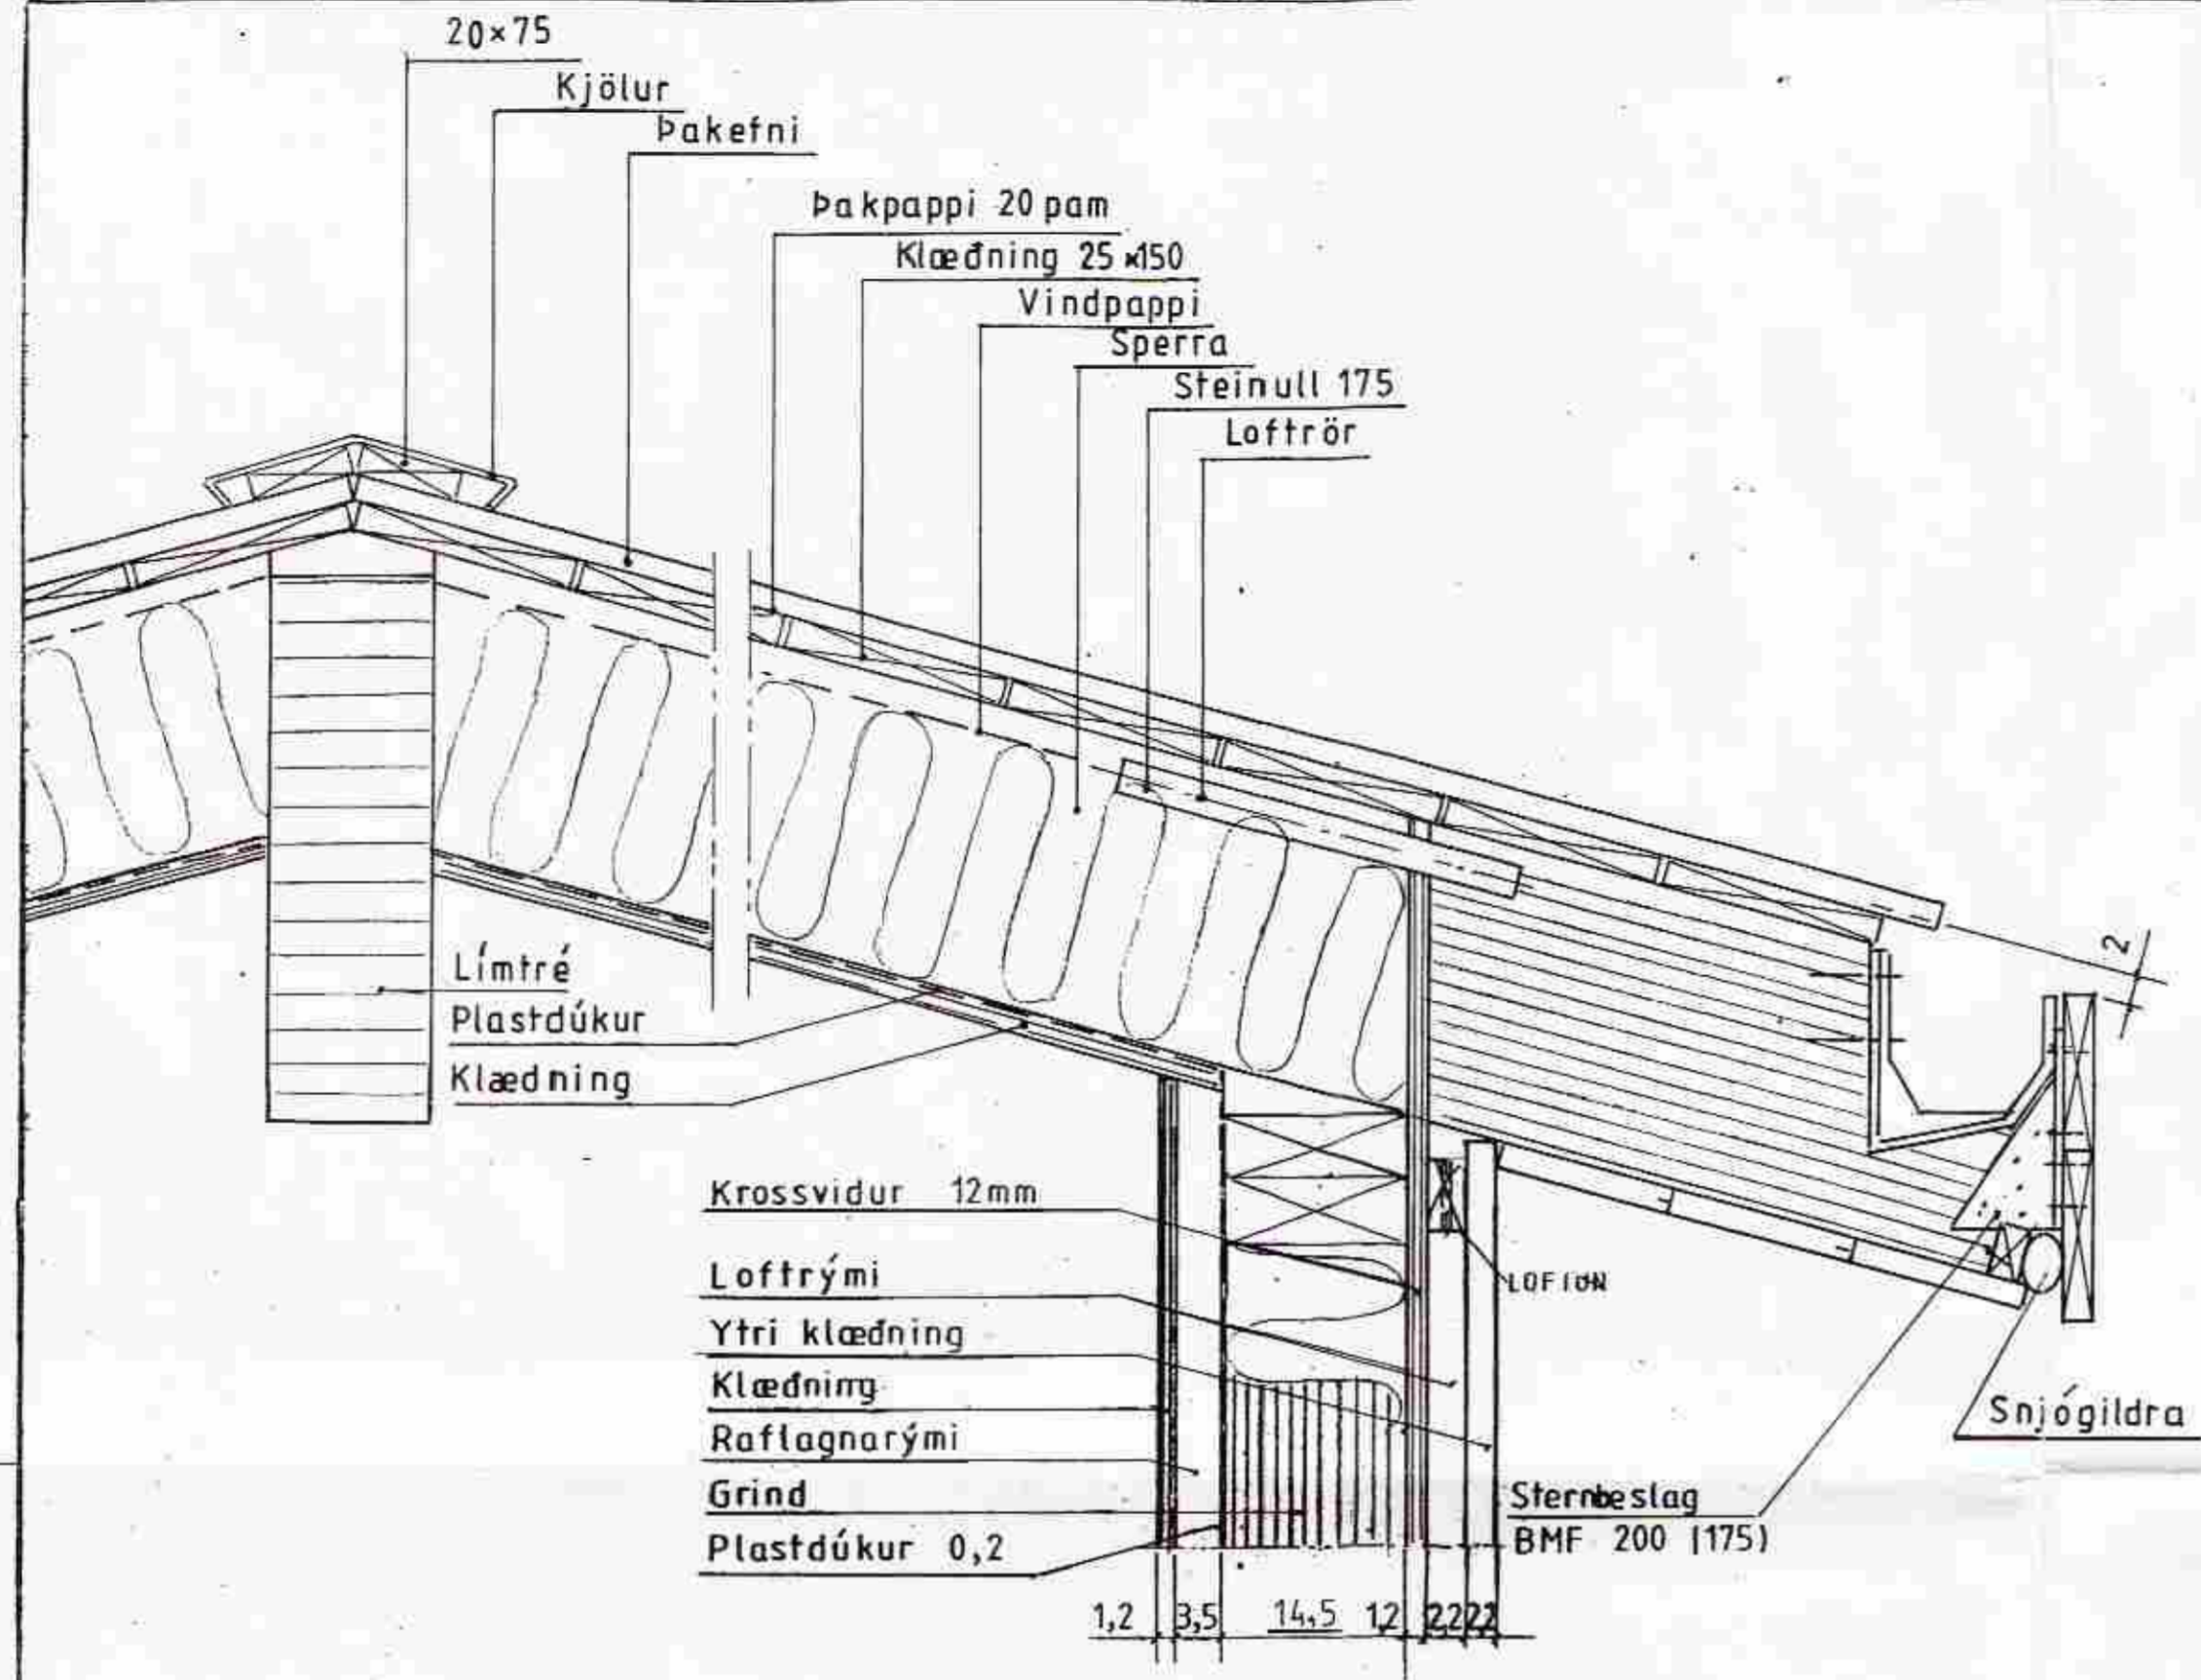 20×75
Kjölur
Þakefni
Þakpappi 20 pam
Klæðning 25×150
Vindpappi
Sperra
Steinull 175
Loftrör
2
Límtré
Plastdúkur
Klædning
Krossvidur 12mm
Loftrými
LOFTUN
Ytri klæðning
Klæðning
Raflagnarými
Grind
Plastdúkur 0,2
Snjógildra
Sternbeslag
BMF 200 (175)
1,2 3,5 14,5 1,2 2,2 2,2